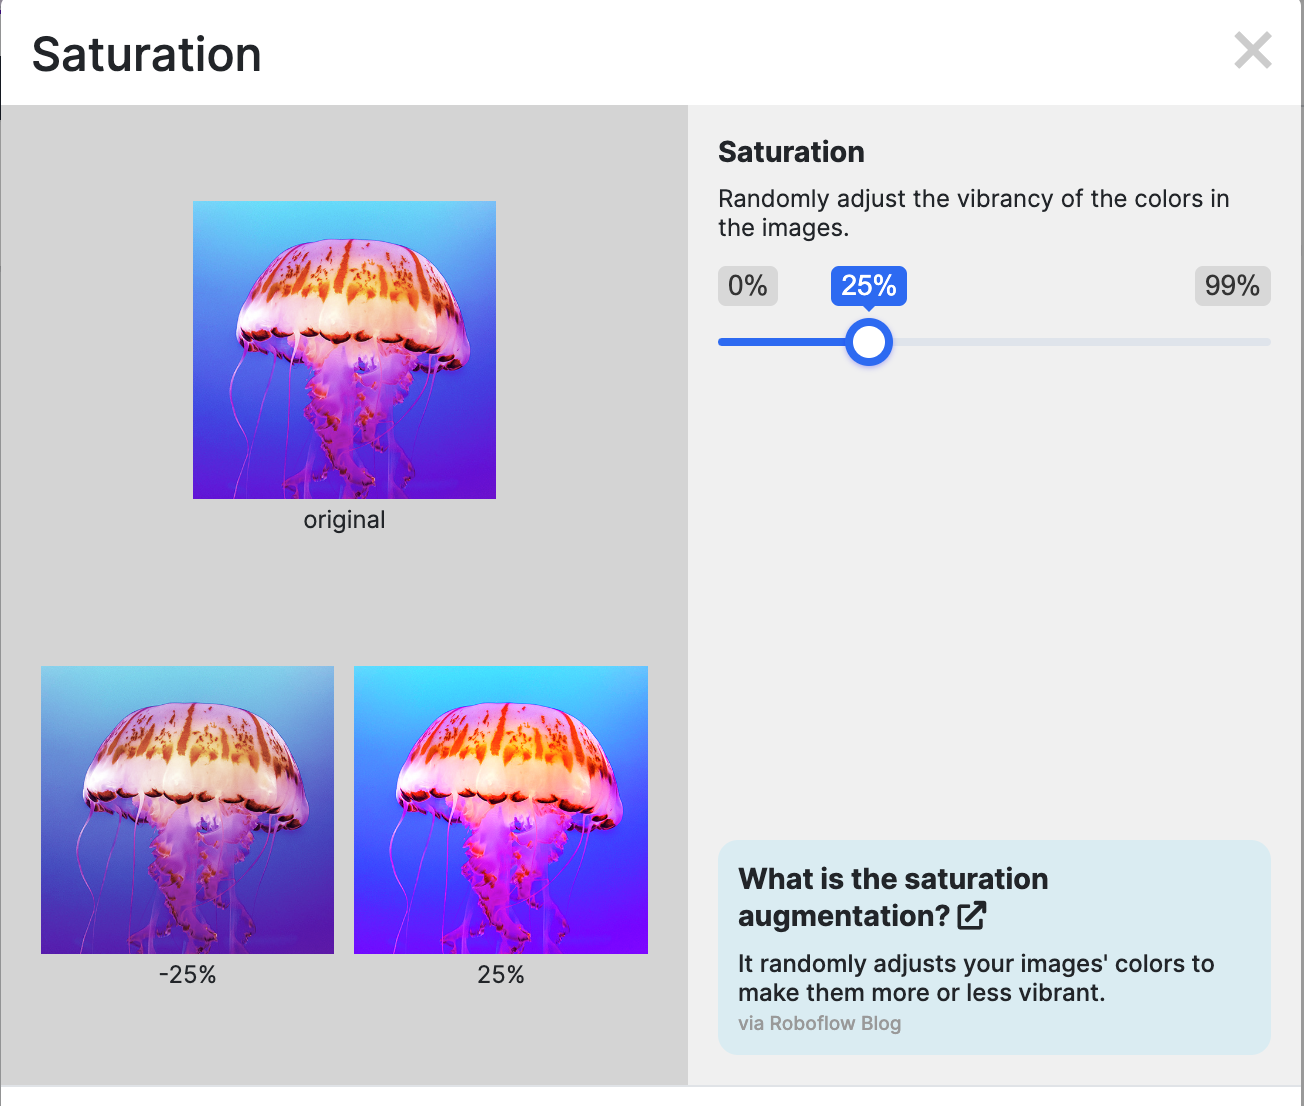 Saturation
original
-25%
25%
Saturation
Randomly adjust the vibrancy of the colors in
the images.
0%
25%
99%
What is the saturation
augmentation?
It randomly adjusts your images' colors to
make them more or less vibrant.
via Roboflow Blog